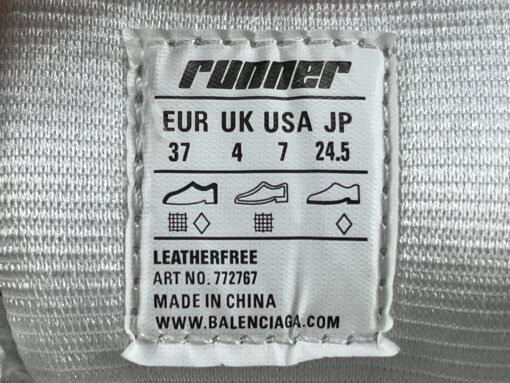 runner
EUR UK USA JP
37 4 7 24.5
LEATHERFREE
ART NO. 772767
MADE IN CHINA
WWW.BALENCIAGA.COM